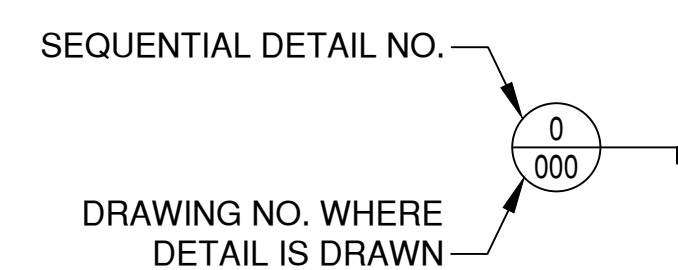 SEQUENTIAL DETAIL NO.
0
000
DRAWING NO. WHERE
DETAIL IS DRAWN